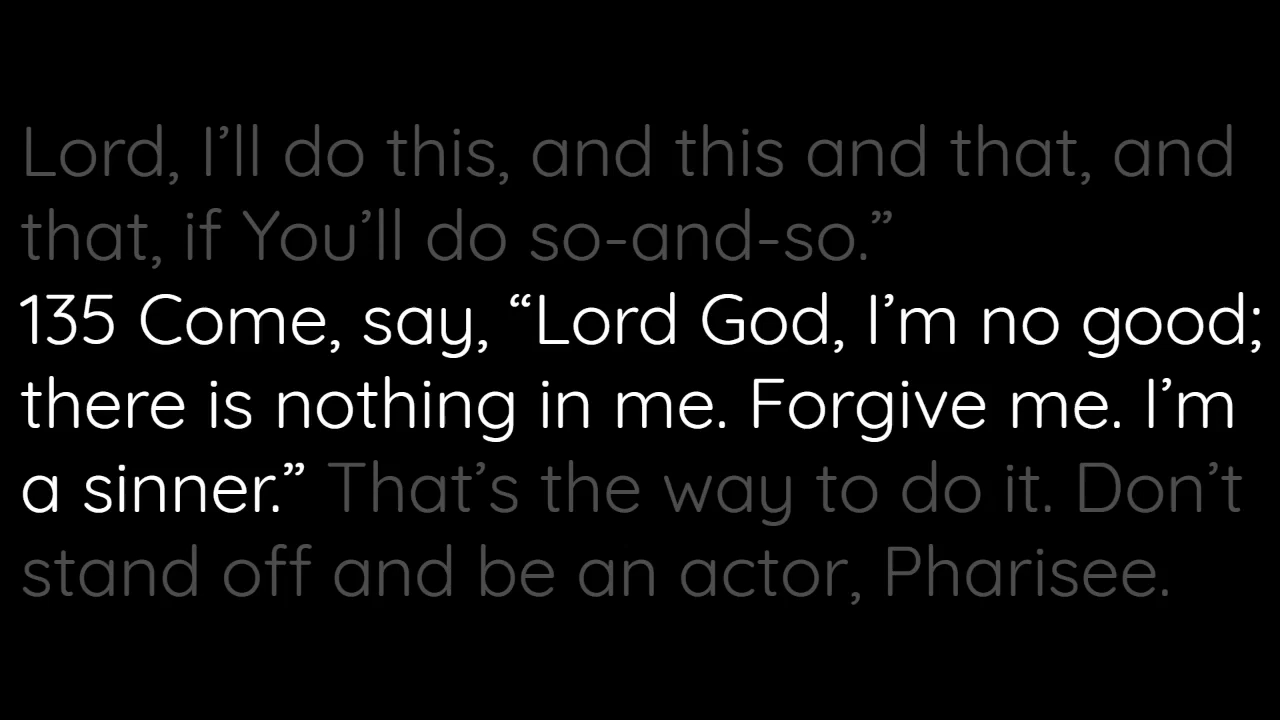 Lord, I’ll do this, and this and that, and
that, if You’ll do so-and-so.”
135 Come, say, “Lord God, I’m no good;
there is nothing in me. Forgive me. I’m
a sinner.” That’s the way to do it. Don’t
stand off and be an actor, Pharisee.